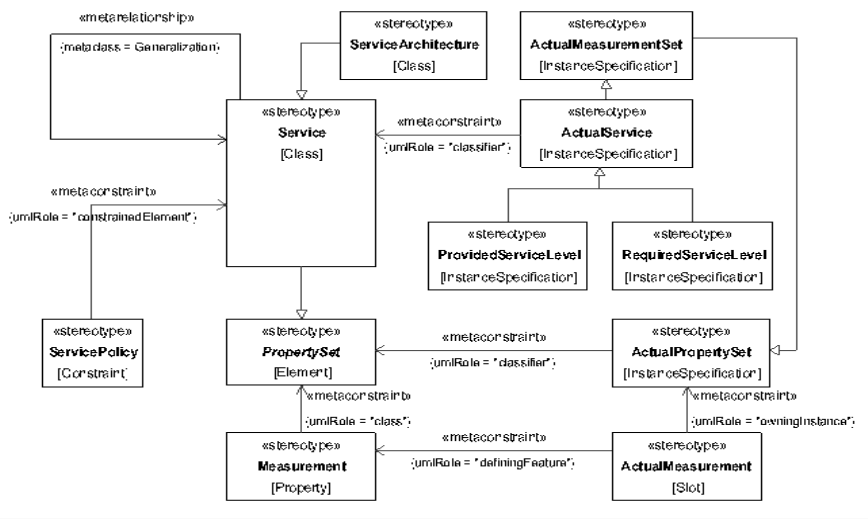 «metarelationship»
{metaclass = Generalization}
«stereotype»
ServiceArchitecture
[Class]
«stereotype»
ActualMeasurementSet
[InstanceSpecification]
«stereotype»
Service
[Class]
«metaconstraint»
{umlRole = "classifier"}
«stereotype»
ActualService
[InstanceSpecification]
«metaconstraint»
{umlRole = "constrainedElement"}
«stereotype»
ProvidedServiceLevel
[InstanceSpecification]
«stereotype»
RequiredServiceLevel
[InstanceSpecification]
«stereotype»
ServicePolicy
[Constraint]
«stereotype»
PropertySet
[Element]
«metaconstraint»
{umlRole = "classifier"}
«stereotype»
ActualPropertySet
[InstanceSpecification]
«metaconstraint»
{umlRole = "class"}
«metaconstraint»
{umlRole = "owningInstance"}
«stereotype»
Measurement
[Property]
«metaconstraint»
{umlRole = "definingFeature"}
«stereotype»
ActualMeasurement
[Slot]